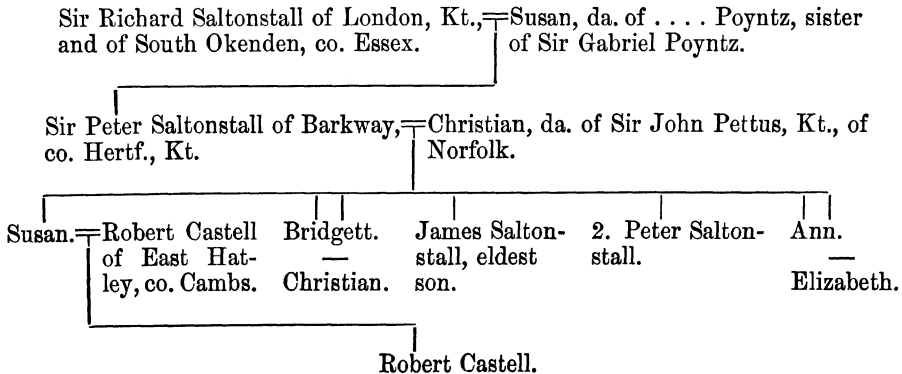 Sir Richard Saltonstall of London, Kt.,=Susan, da. of . . . . Poyntz, sister
and of South Okenden, co. Essex. of Sir Gabriel Poyntz.
Sir Peter Saltonstall of Barkway,=Christian, da. of Sir John Pettus, Kt., of
co. Hertf., Kt. Norfolk.
Susan.=Robert Castell Bridgett. James Salton- 2. Peter Salton- Ann.
of East Hat- — stall, eldest stall. —
ley, co. Cambs. Christian. son. Elizabeth.
Robert Castell.